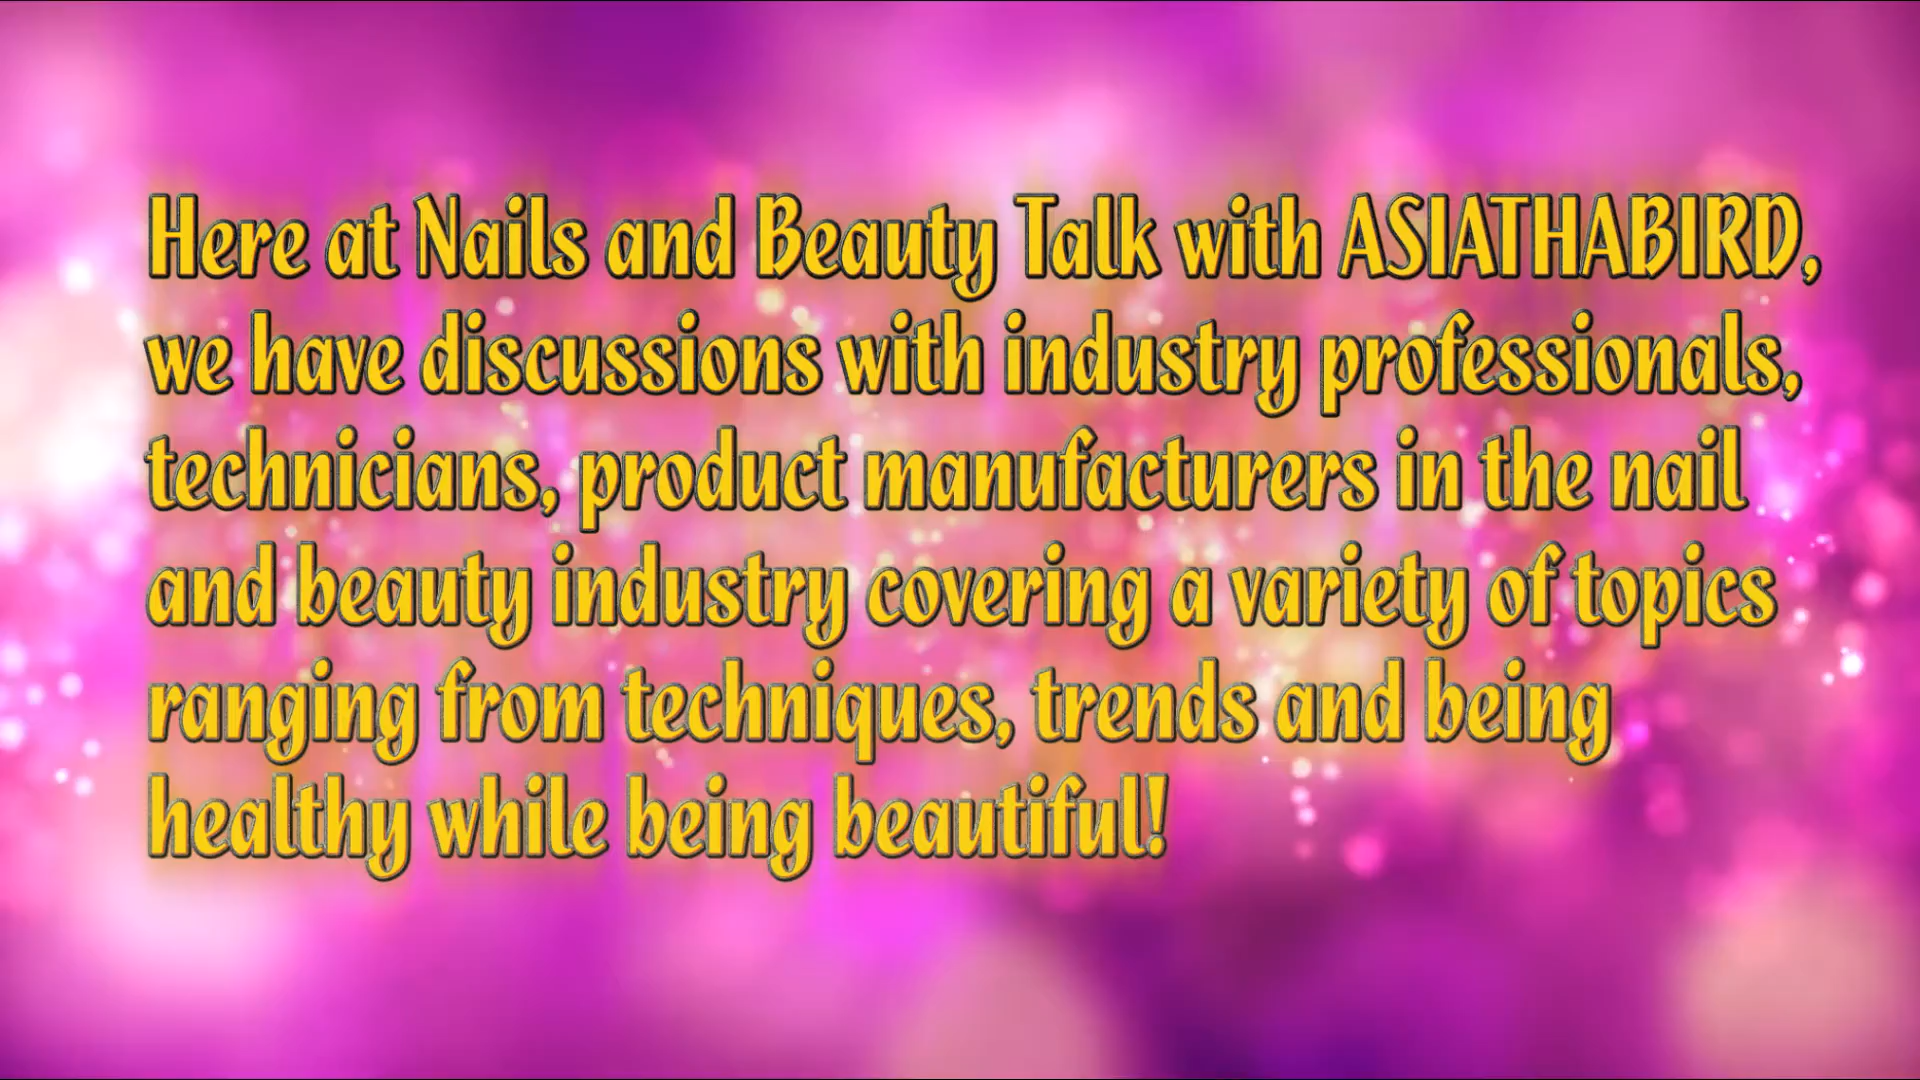 Here at Nails and Beauty Talk with ASIATHABIRD,
we have discussions with industry professionals,
technicians, product manufacturers in the nail
and beauty industry covering a variety of topics
ranging from techniques, trends and being
healthy while being beautiful!